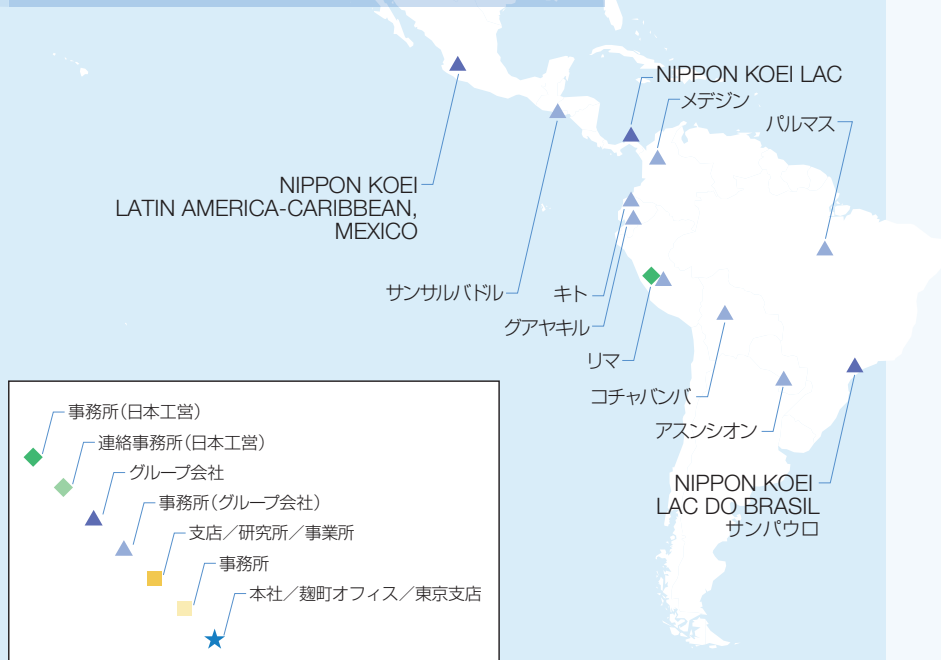 NIPPON KOEI LAC
メデジン
パルマス
NIPPON KOEI
LATIN AMERICA-CARIBBEAN,
MEXICO
サンサルバドル
キト
グアヤキル
リマ
コチャバンバ
アスンシオン
NIPPON KOEI
LAC DO BRASIL
サンパウロ
事務所(日本工営)
連絡事務所(日本工営)
グループ会社
事務所(グループ会社)
支店／研究所／事業所
事務所
本社／麹町オフィス／東京支店